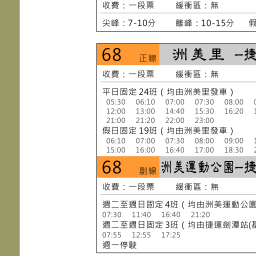 收費：一段票　緩衝區：無
尖峰：7-10分　離峰：10-15分
68 正線 洲美里 一捷
收費：一段票　緩衝區：無
平日固定24班（均由洲美里發車）
05:30 06:10 07:00 07:30 08:00
12:00 13:00 14:40 15:30 16:20
21:00 21:20 22:00 23:00
假日固定19班（均由洲美里發車）
06:10 07:00 07:30 08:00 09:00
15:00 16:00 16:40 17:00 18:30
68 副線 洲美運動公園一捷
收費：一段票　緩衝區：無
週二至週日固定4班（均由洲美運動公園
07:30 11:40 16:40 21:20
週二至週日固定3班（均由捷運劍潭站(基
07:55 12:55 17:25
週一停駛